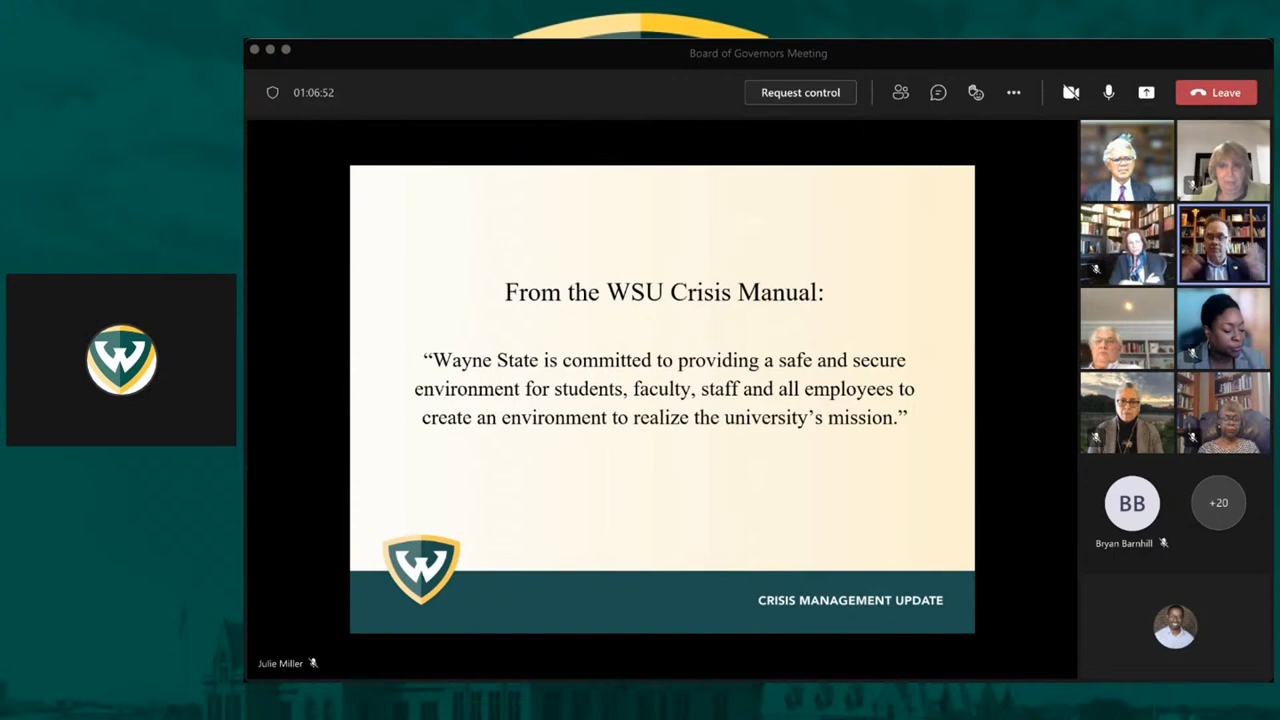 Board of Governors Meeting
01:06:52
Request control
Leave
From the WSU Crisis Manual:
“Wayne State is committed to providing a safe and secure
environment for students, faculty, staff and all employees to
create an environment to realize the university’s mission.”
W
CRISIS MANAGEMENT UPDATE
Julie Miller
BB
+20
Bryan Barnhill
W